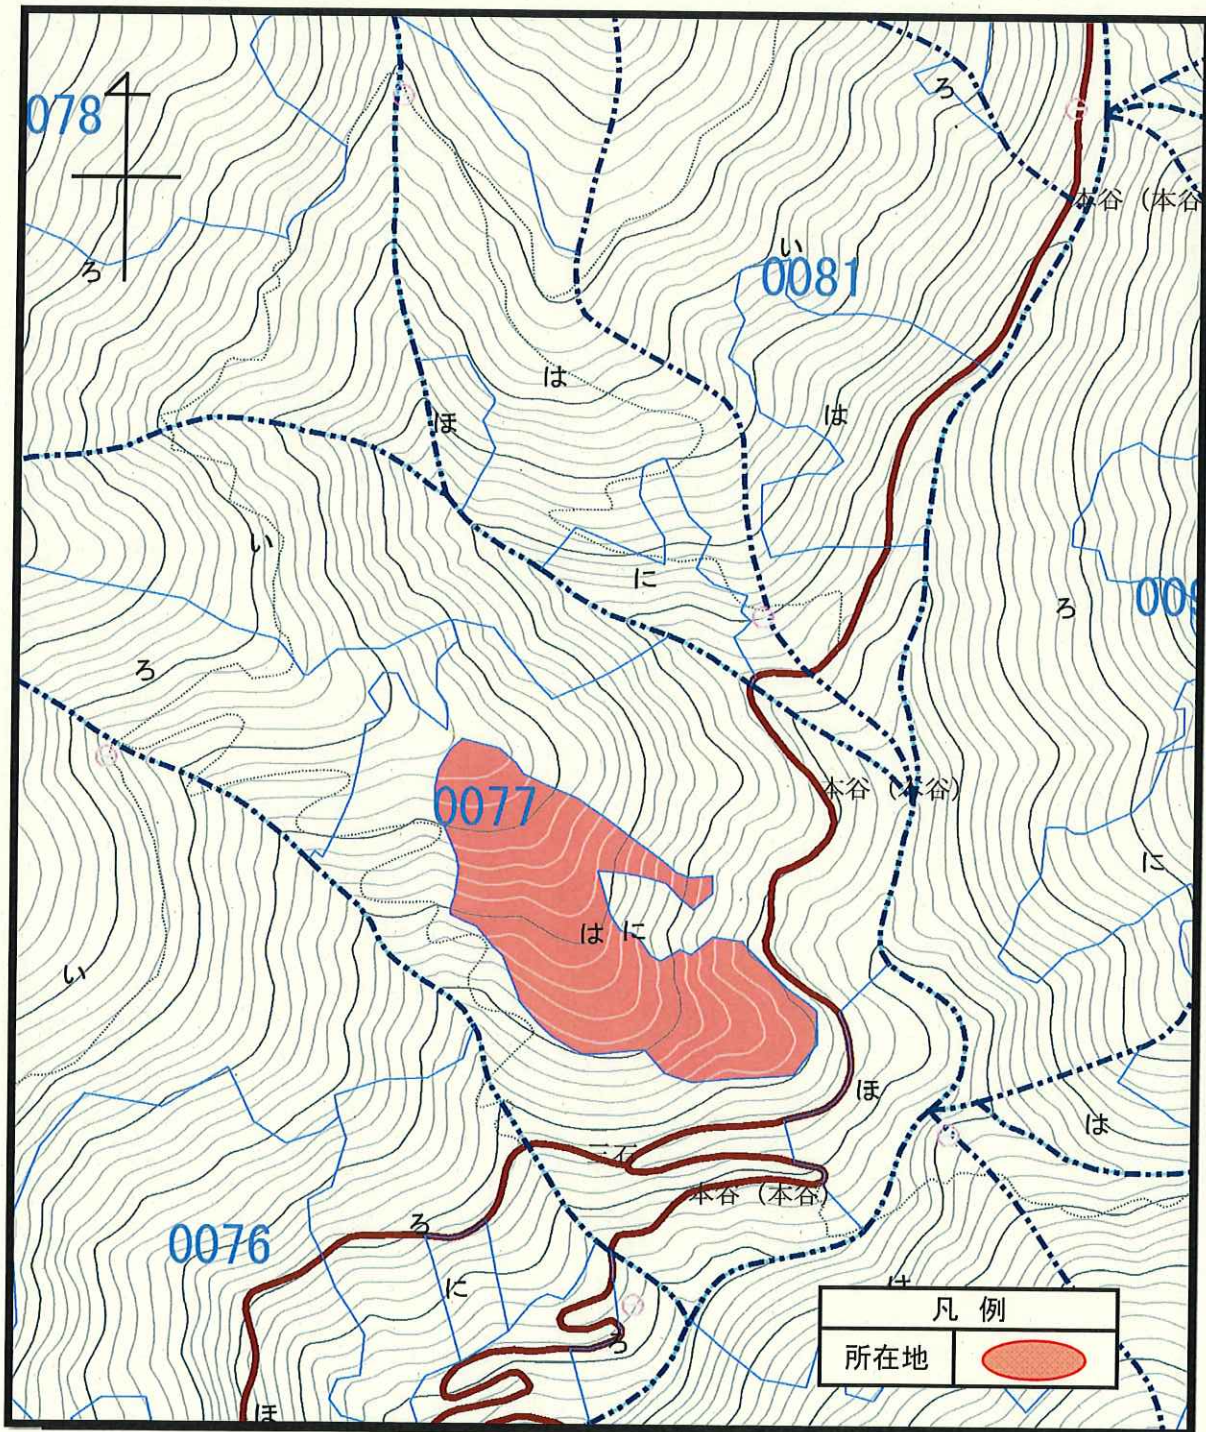 ろ
078
本谷（本谷
い
0081
ろ
は
は
ほ
い
に
ろ
ろ
本谷（本谷）
0077
に
は に
い
ほ
は
三石
本谷（本谷）
ろ
0076
に
凡 例
ろ
所在地
ほ